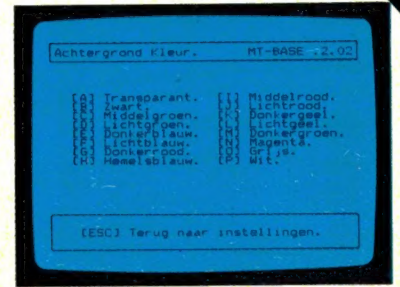 Achtergrond Kleur. MT-BASE :2.02
[A] Transparant. [I] Middelrood.
[B] Zwart. [J] Lichtrood.
[C] Middelgroen. [K] Donkergeel.
[D] Lichtgroen. [L] Lichtgeel.
[E] Donkerblauw. [M] Donkergroen.
[F] Lichtblauw. [N] Magenta.
[G] Donkerrood. [O] Grijs.
[H] Hemelsblauw. [P] Wit.
[ESC] Terug naar instellingen.